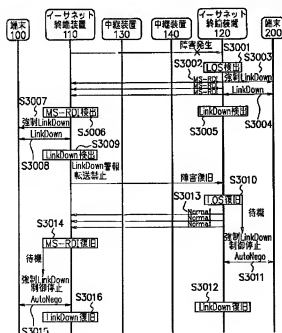 端末
100
イーサネット
終端装置
110
中継装置
130
中継装置
140
イーサネット
終端装置
120
端末
200
障害発生
S3001
S3002
LOS検出
S3003
MS-RDI
MS-RDI
MS-RDI
強制LinkDown
LinkDown
S3007
MS-RDI検出
強制LinkDown
S3006
LinkDown検出
S3004
S3005
LinkDown
S3009
S3008
LinkDown検出
LinkDown警報
転送禁止
障害復旧
S3010
S3013
LOS復旧
S3014
Normal
Normal
Normal
待機
MS-RDI復旧
強制LinkDown
制御停止
待機
AutoNego
強制LinkDown
制御停止
S3011
S3012
AutoNego
S3016
LinkDown復旧
LinkDown復旧
S3015